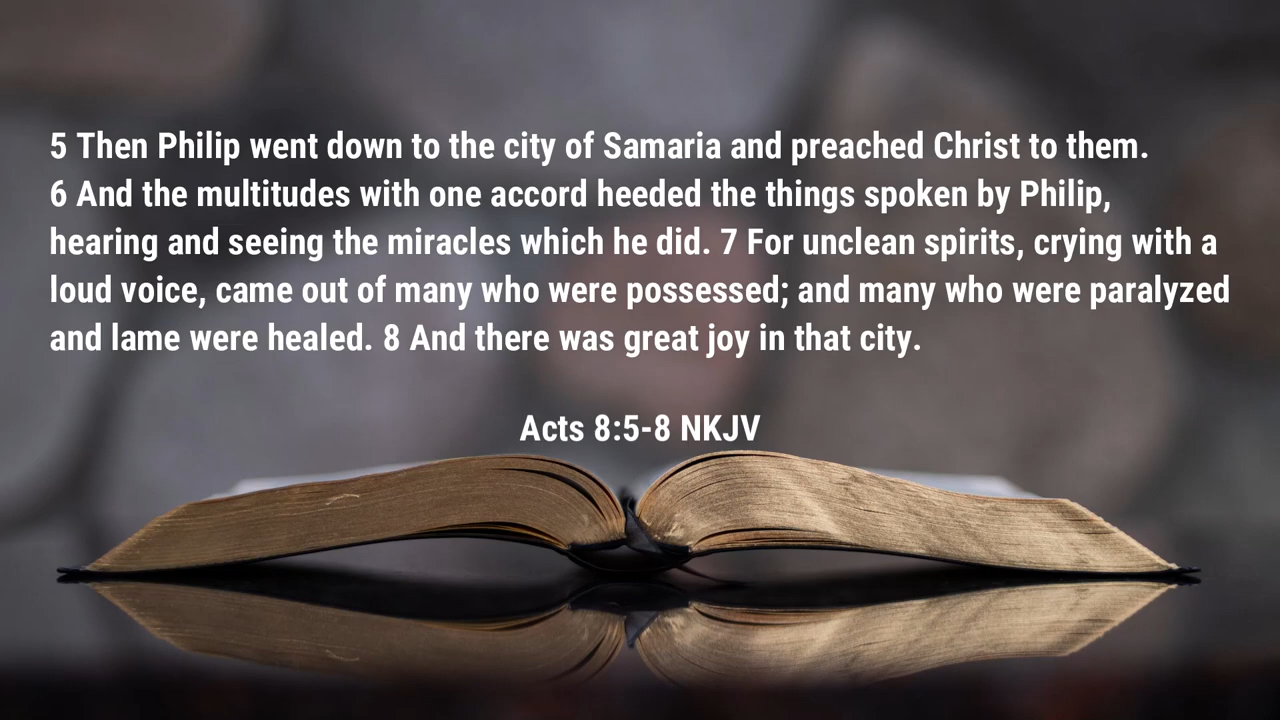 5 Then Philip went down to the city of Samaria and preached Christ to them.
6 And the multitudes with one accord heeded the things spoken by Philip,
hearing and seeing the miracles which he did. 7 For unclean spirits, crying with a
loud voice, came out of many who were possessed; and many who were paralyzed
and lame were healed. 8 And there was great joy in that city.
Acts 8:5-8 NKJV